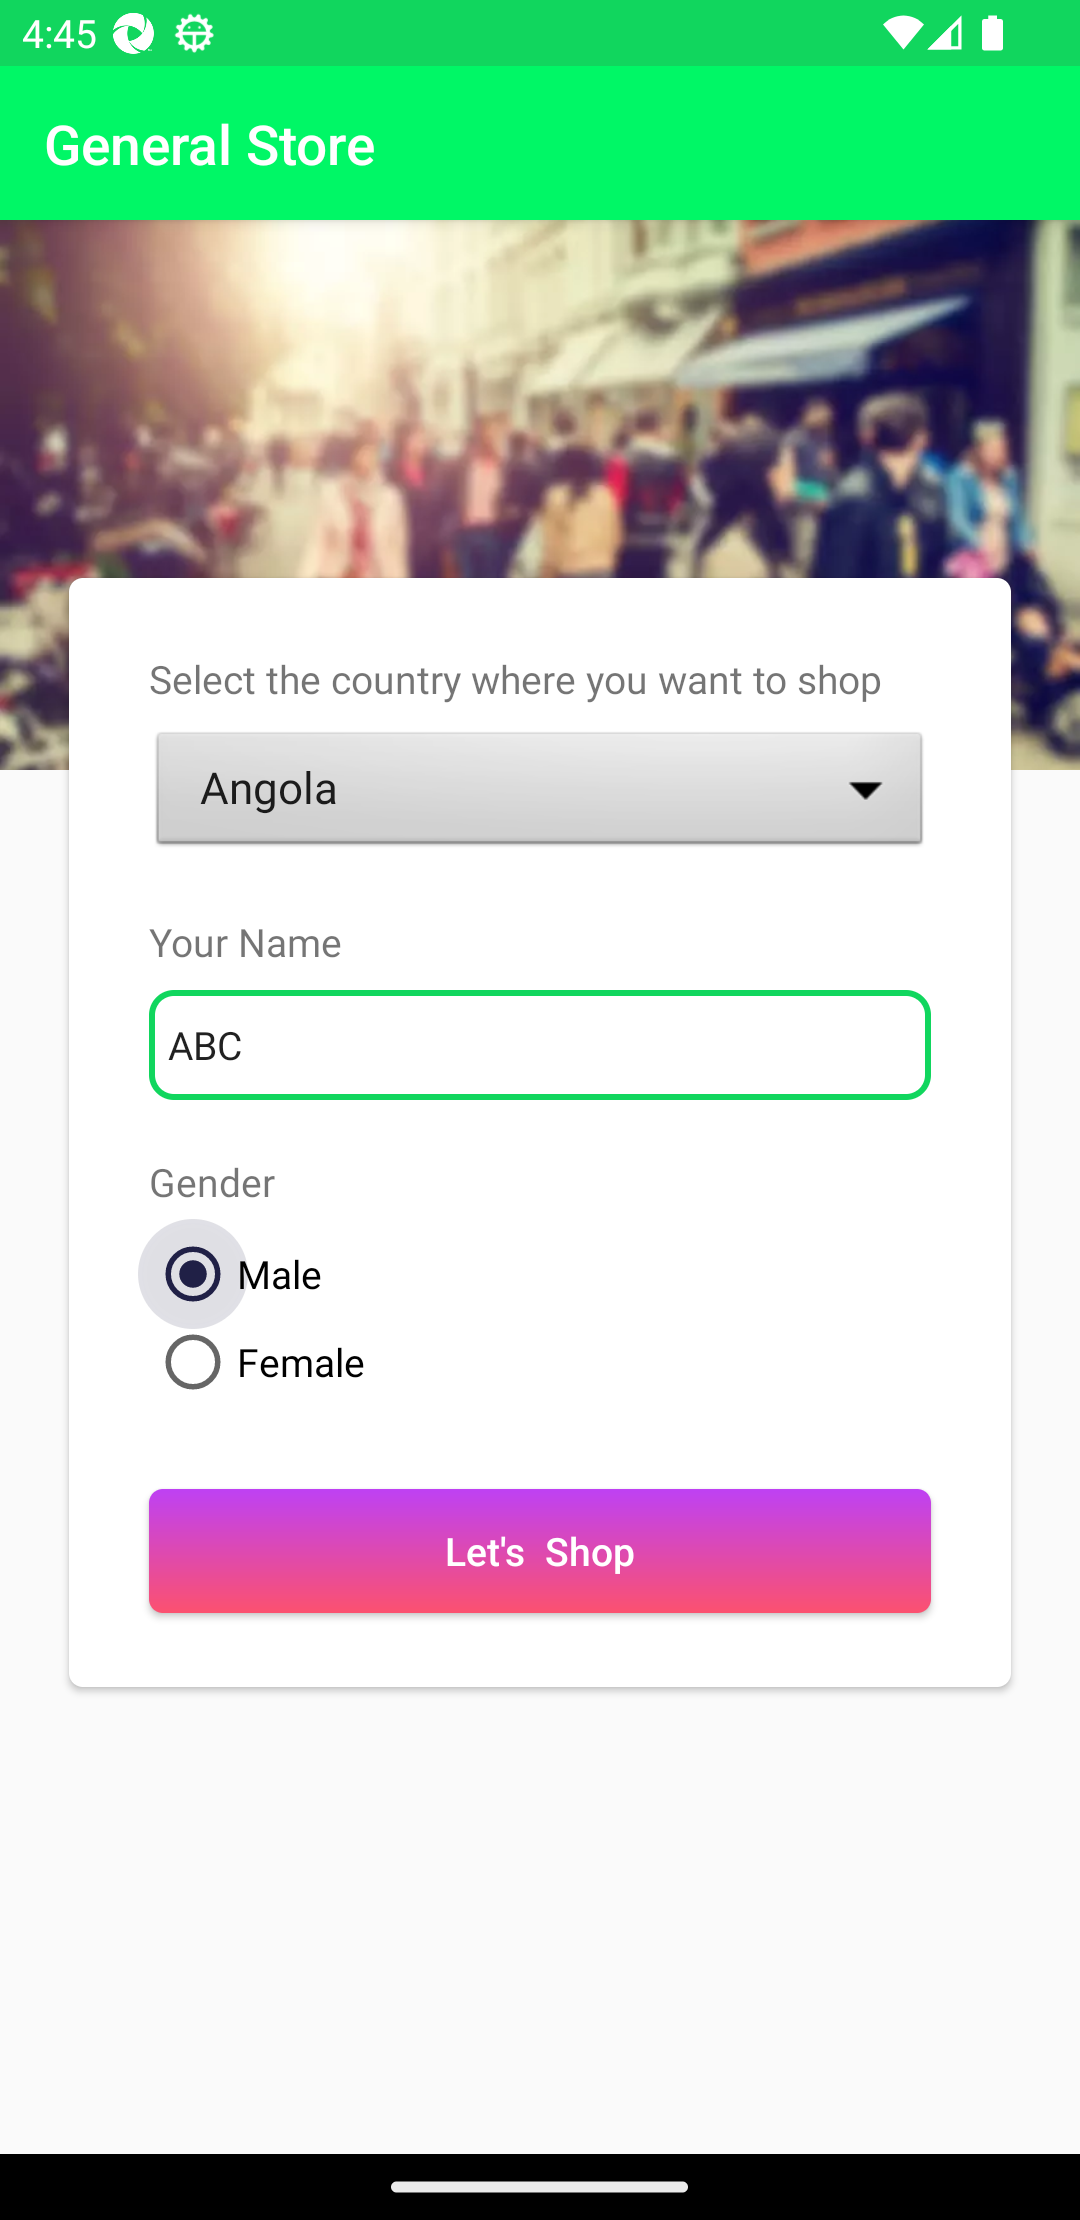 4:45
General Store
Select the country where you want to shop
Angola
Your Name
ABC
Gender
Male
Female
Let's  Shop